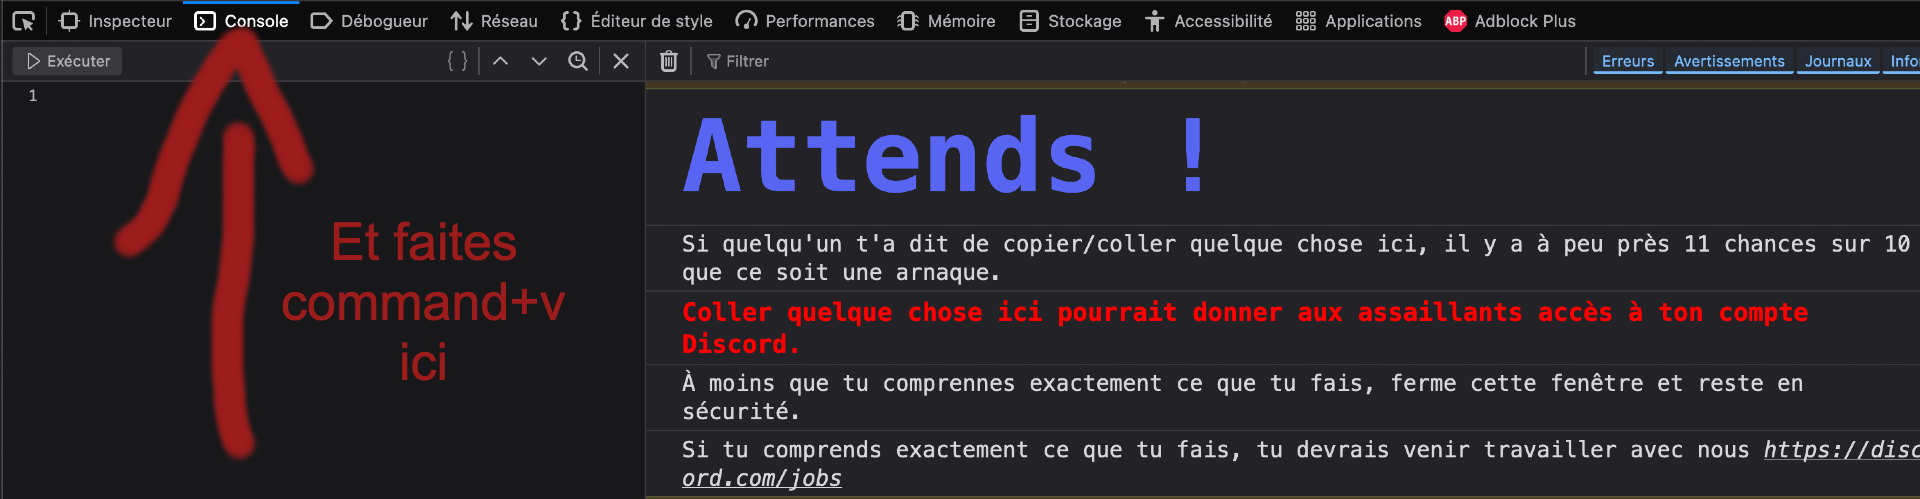 Inspecteur Console Débogueur Réseau {} Éditeur de style Performances Mémoire Stockage Accessibilité Applications ABP Adblock Plus
Exécuter { } Filtrer Erreurs Avertissements Journaux Info
1
Attends !
Si quelqu'un t'a dit de copier/coller quelque chose ici, il y a à peu près 11 chances sur 10
que ce soit une arnaque.
Coller quelque chose ici pourrait donner aux assaillants accès à ton compte
Discord.
À moins que tu comprennes exactement ce que tu fais, ferme cette fenêtre et reste en
sécurité.
Si tu comprends exactement ce que tu fais, tu devrais venir travailler avec nous https://disc
ord.com/jobs
Et faites
command+v
ici